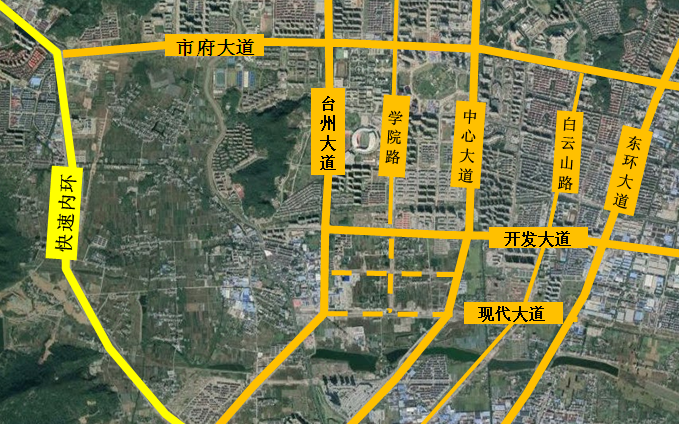 市府大道
台州大道
学院路
中心大道
白云山路
东环大道
快速内环
开发大道
现代大道